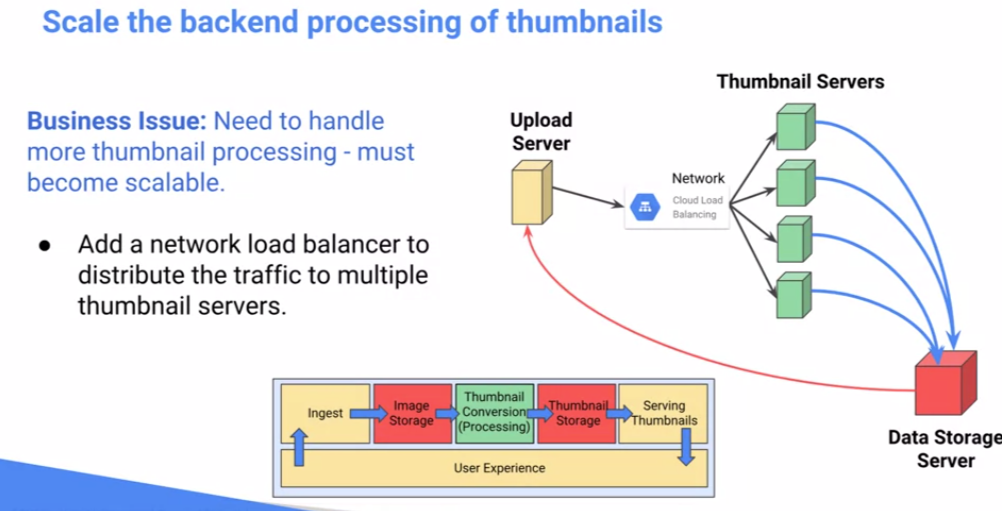 Scale the backend processing of thumbnails
Business Issue: Need to handle
more thumbnail processing - must
become scalable.
● Add a network load balancer to
distribute the traffic to multiple
thumbnail servers.
Thumbnail Servers
Upload
Server
Network
Cloud Load
Balancing
Data Storage
Server
Ingest
Image
Storage
Thumbnail
Conversion
(Processing)
Thumbnail
Storage
Serving
Thumbnails
User Experience